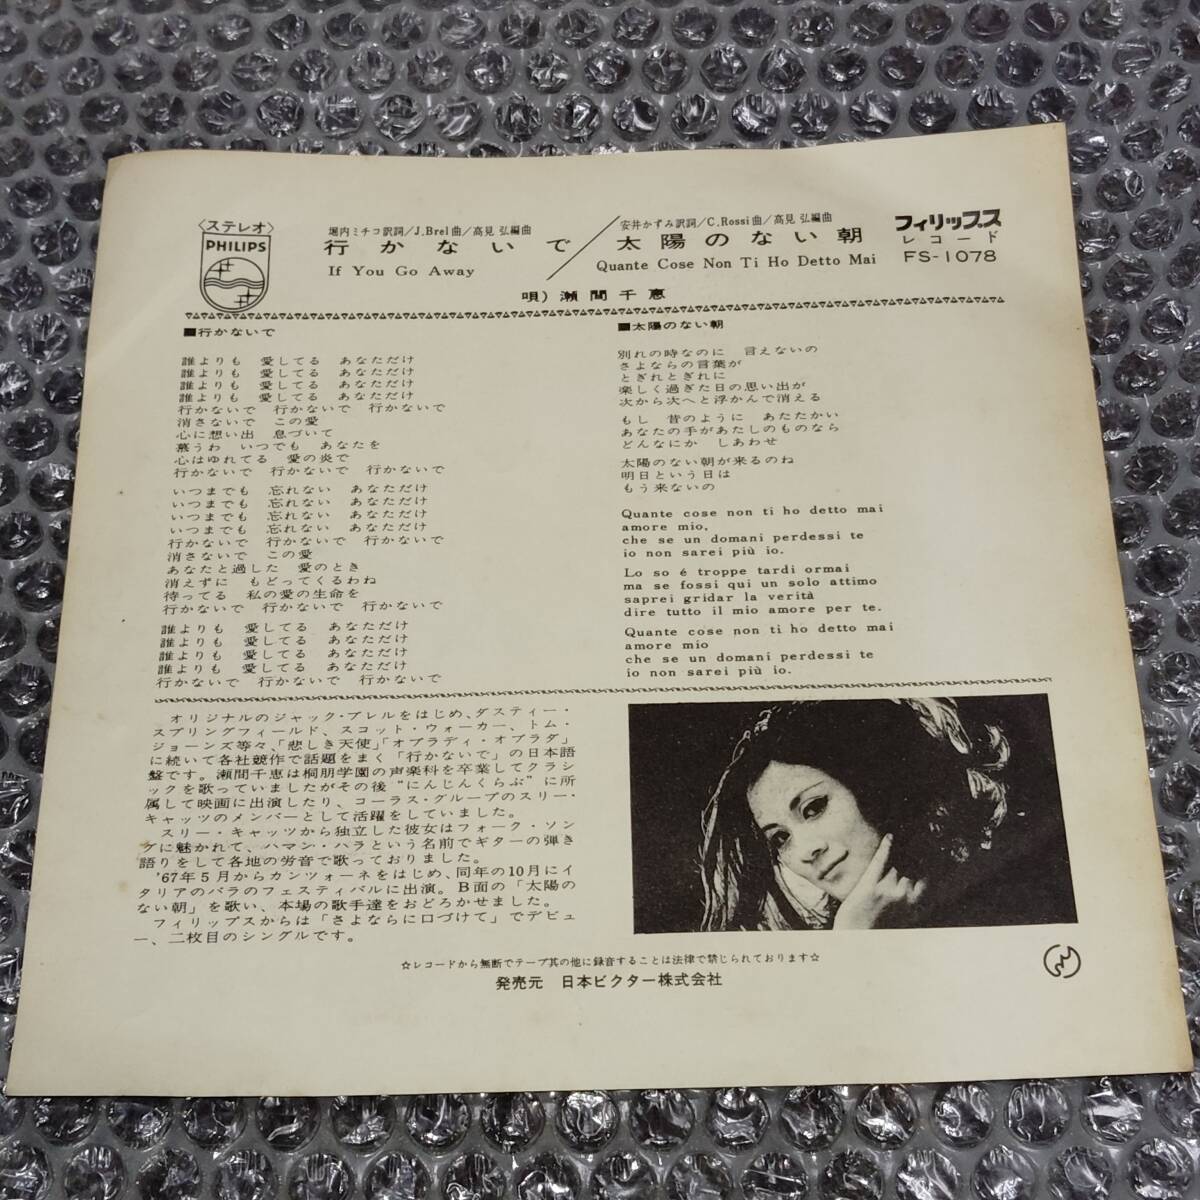 〈ステレオ〉
PHILIPS
堀内ミチコ訳詞/J.Brel曲/高見 弘編曲
行かないで
If You Go Away
安井かずみ訳詞/C.Rossi曲/高見 弘編曲
太陽のない朝
Quante Cose Non Ti Ho Detto Mai
フィリップス
レコード
FS-1078
唄) 瀬間千恵
■行かないで
誰よりも 愛してる あなただけ
誰よりも 愛してる あなただけ
誰よりも 愛してる あなただけ
誰よりも 愛してる あなただけ
行かないで 行かないで 行かないで
消さないで この愛
心に想い出 息づいて
慕うわ いつでも あなたを
心はゆれてる 愛の炎で
行かないで 行かないで 行かないで
いつまでも 忘れない あなただけ
いつまでも 忘れない あなただけ
いつまでも 忘れない あなただけ
いつまでも 忘れない あなただけ
行かないで 行かないで 行かないで
消さないで この愛
あなたと過した 愛のとき
消えずに もどってくるわね
待ってる 私の愛の生命を
行かないで 行かないで 行かないで
誰よりも 愛してる あなただけ
誰よりも 愛してる あなただけ
誰よりも 愛してる あなただけ
誰よりも 愛してる あなただけ
行かないで 行かないで 行かないで
■太陽のない朝
別れの時なのに 言えないの
さよならの言葉が
とぎれとぎれに
楽しく過ぎた日の思い出が
次から次へと浮かんで消える
もし 昔のように あたたかい
あなたの手があたしのものなら
どんなにか しあわせ
太陽のない朝が来るのね
明日という日は
もう来ないの
Quante cose non ti ho detto mai
amore mio,
che se un domani perdessi te
io non sarei più io.
Lo so é troppe tardi ormai
ma se fossi qui un solo attimo
saprei gridar la verità
dire tutto il mio amore per te.
Quante cose non ti ho detto mai
amore mio
che se un domani perdessi te
io non sarei più io.
オリジナルのジャック・ブレルをはじめ、ダスティー・
スプリングフィールド、スコット・ウォーカー、トム・
ジョーンズ等々、「悲しき天使」「オブラディ・オブラダ」
に続いて各社競作で話題をまく「行かないで」の日本語
盤です。瀬間千恵は桐朋学園の声楽科を卒業してクラシ
ックを歌っていましたがその後“にんじんくらぶ”に所
属して映画に出演したり、コーラス・グループのスリー・
キャッツのメンバーとして活躍をしていました。
スリー・キャッツから独立した彼女はフォーク・ソン
グに魅かれて、ハマン・ハラという名前でギターの弾き
語りをして各地の労音で歌っておりました。
'67年5月からカンツォーネをはじめ、同年の10月にイ
タリアのバラのフェスティバルに出演。B面の「太陽の
ない朝」を歌い、本場の歌手達をおどろかせました。
フィリップスからは「さよならに口づけて」でデビュ
ー、二枚目のシングルです。
☆レコードから無断でテープ其の他に録音することは法律で禁じられております☆
発売元 日本ビクター株式会社